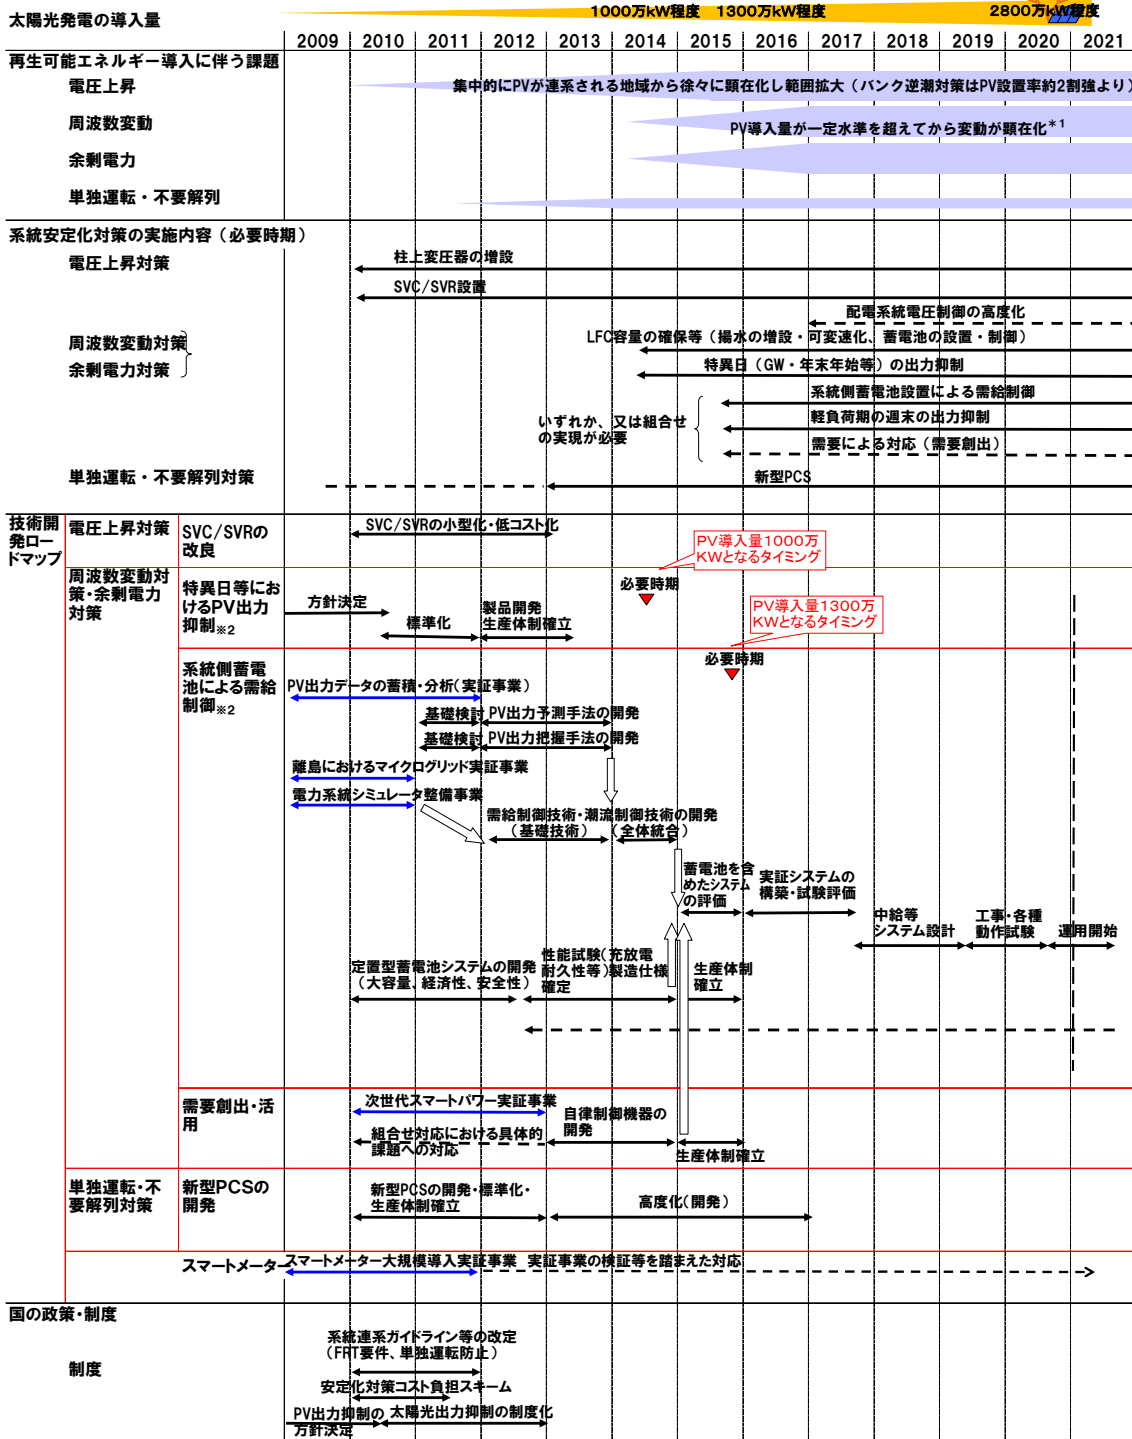 太陽光発電の導入量
1000万kW程度 1300万kW程度 2800万kW程度
2009 2010 2011 2012 2013 2014 2015 2016 2017 2018 2019 2020 2021
再生可能エネルギー導入に伴う課題
電圧上昇
集中的にPVが連系される地域から徐々に顕在化し範囲拡大（バンク逆潮対策はPV設置率約2割強より）
周波数変動
PV導入量が一定水準を超えてから変動が顕在化＊1
余剰電力
単独運転・不要解列
系統安定化対策の実施内容（必要時期）
電圧上昇対策
柱上変圧器の増設
SVC/SVR設置
配電系統電圧制御の高度化
周波数変動対策
余剰電力対策
LFC容量の確保等（揚水の増設・可変速化、蓄電池の設置・制御）
特異日（GW・年末年始等）の出力抑制
系統側蓄電池設置による需給制御
いずれか、又は組合せ
の実現が必要
軽負荷期の週末の出力抑制
需要による対応（需要創出）
単独運転・不要解列対策
新型PCS
技術開
発ロー
ドマップ
電圧上昇対策
SVC/SVRの
改良
SVC/SVRの小型化・低コスト化
PV導入量1000万
KWとなるタイミング
周波数変動対
策・余剰電力
対策
特異日等にお
けるPV出力
抑制※2
方針決定
標準化
製品開発
生産体制確立
必要時期
PV導入量1300万
KWとなるタイミング
必要時期
系統側蓄電
池による需給
制御※2
PV出力データの蓄積・分析（実証事業）
基礎検討 PV出力予測手法の開発
基礎検討 PV出力把握手法の開発
離島におけるマイクログリッド実証事業
電力系統シミュレータ整備事業
需給制御技術・潮流制御技術の開発
（基礎技術） （全体統合）
蓄電池を含
めたシステム
の評価
実証システムの
構築・試験評価
中給等
システム設計
工事・各種
動作試験
運用開始
定置型蓄電池システムの開発
（大容量、経済性、安全性）
性能試験（充放電
耐久性等）製造仕様
確定
生産体制
確立
需要創出・活
用
次世代スマートパワー実証事業
組合せ対応における具体的
課題への対応
自律制御機器の
開発
生産体制確立
単独運転・不
要解列対策
新型PCSの
開発
新型PCSの開発・標準化・
生産体制確立
高度化（開発）
スマートメーター
スマートメーター大規模導入実証事業 実証事業の検証等を踏まえた対応
国の政策・制度
制度
系統連系ガイドライン等の改定
（FRT要件、単独運転防止）
安定化対策コスト負担スキーム
PV出力抑制の
方針決定
太陽光出力抑制の制度化